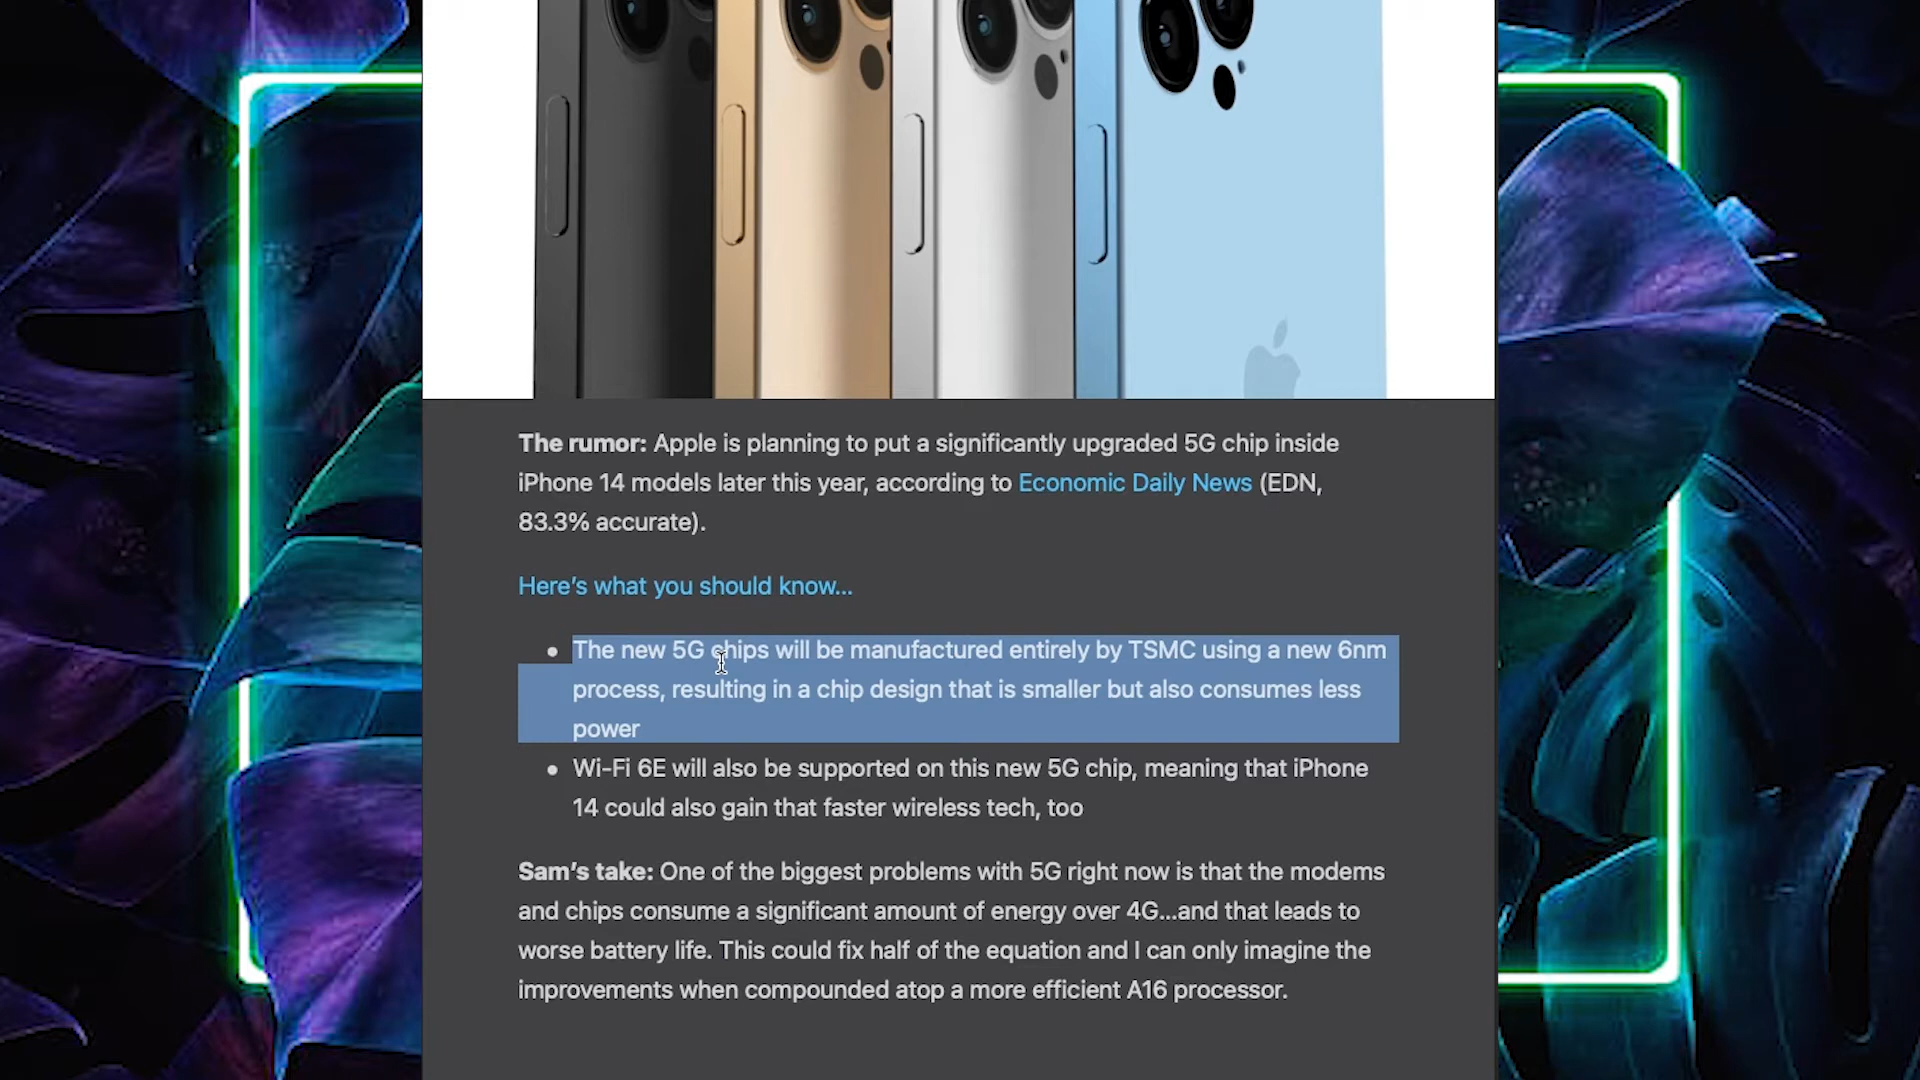 The rumor: Apple is planning to put a significantly upgraded 5G chip inside
iPhone 14 models later this year, according to Economic Daily News (EDN,
83.3% accurate).
Here’s what you should know...
• The new 5G chips will be manufactured entirely by TSMC using a new 6nm
process, resulting in a chip design that is smaller but also consumes less
power
• Wi-Fi 6E will also be supported on this new 5G chip, meaning that iPhone
14 could also gain that faster wireless tech, too
Sam’s take: One of the biggest problems with 5G right now is that the modems
and chips consume a significant amount of energy over 4G...and that leads to
worse battery life. This could fix half of the equation and I can only imagine the
improvements when compounded atop a more efficient A16 processor.